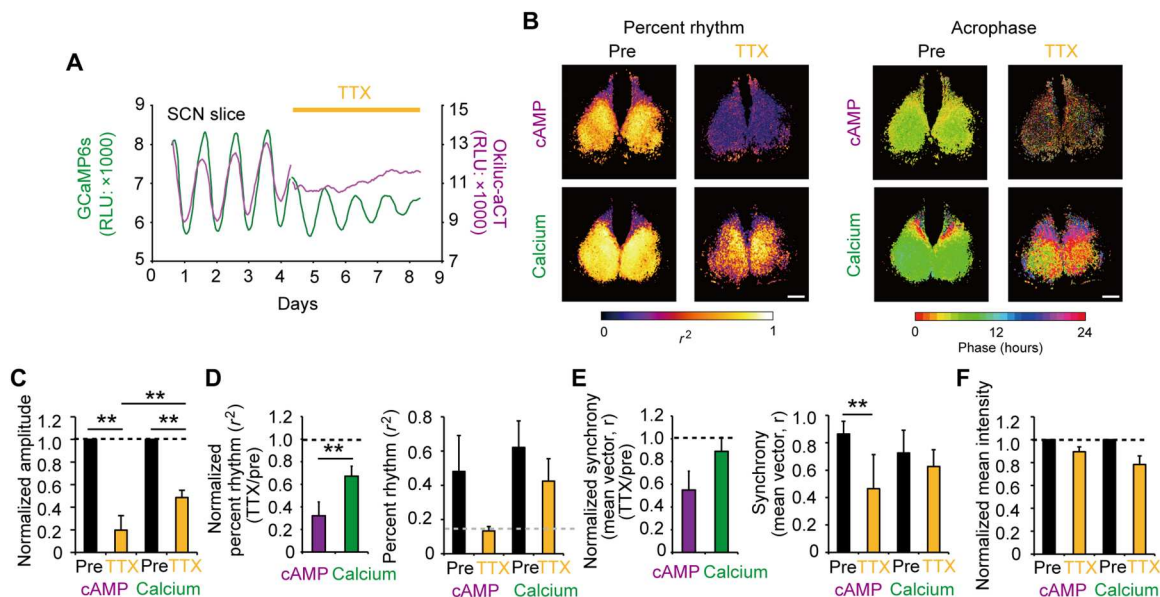 A
TTX
SCN slice
9
8
7
6
5
GCaMP6s
(RLU: ×1000)
15
13
11
9
7
Okiluc-aCT
(RLU: ×1000)
0 1 2 3 4 5 6 7 8 9
Days
B
Percent rhythm
Acrophase
Pre
TTX
Pre
TTX
cAMP
Calcium
cAMP
Calcium
0
1
r²
0
12
24
Phase (hours)
C
Normalized amplitude
1.2
1.0
0.8
0.6
0.4
0.2
0
**
**
**
Pre TTX Pre TTX
cAMP Calcium
D
Normalized
percent rhythm (r²)
(TTX/pre)
1.2
1.0
0.8
0.6
0.4
0.2
0
**
cAMP Calcium
Percent rhythm (r²)
0.8
0.6
0.4
0.2
0
Pre TTX Pre TTX
cAMP Calcium
E
Normalized synchrony
(mean vector, r)
(TTX/pre)
1.2
1.0
0.8
0.6
0.4
0.2
0
cAMP Calcium
Synchrony
(mean vector, r)
1.2
1.0
0.8
0.6
0.4
0.2
0
**
Pre TTX Pre TTX
cAMP Calcium
F
Normalized mean intensity
1.2
1.0
0.8
0.6
0.4
0.2
0
Pre TTX Pre TTX
cAMP Calcium